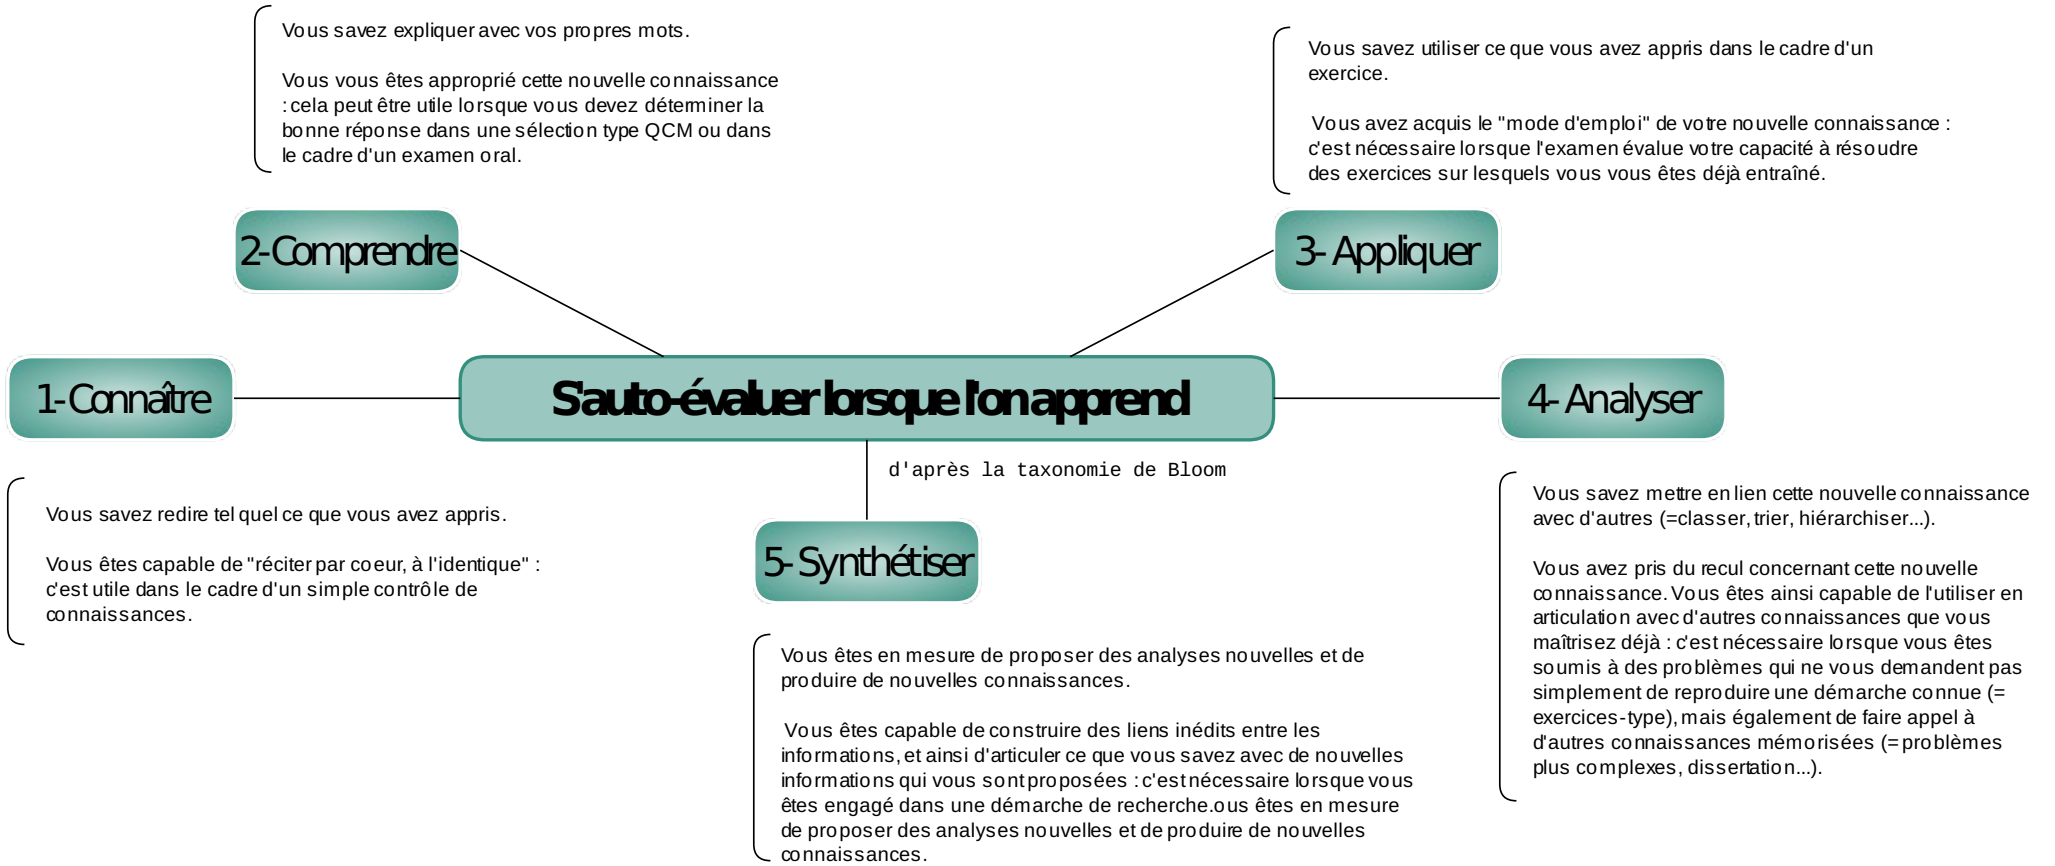 Vous savez expliquer avec vos propres mots.
Vous vous êtes approprié cette nouvelle connaissance
: cela peut être utile lorsque vous devez déterminer la
bonne réponse dans une sélection type QCM ou dans
le cadre d'un examen oral.
2- Comprendre
Vous savez utiliser ce que vous avez appris dans le cadre d'un
exercice.
Vous avez acquis le "mode d'emploi" de votre nouvelle connaissance :
c'est nécessaire lorsque l'examen évalue votre capacité à résoudre
des exercices sur lesquels vous vous êtes déjà entraîné.
3- Appliquer
1- Connaître
S'auto-évaluer lorsque l'on apprend
4- Analyser
d'après la taxonomie de Bloom
Vous savez redire tel quel ce que vous avez appris.
Vous êtes capable de "réciter par coeur, à l'identique" :
c'est utile dans le cadre d'un simple contrôle de
connaissances.
5- Synthétiser
Vous êtes en mesure de proposer des analyses nouvelles et de
produire de nouvelles connaissances.
Vous êtes capable de construire des liens inédits entre les
informations, et ainsi d'articuler ce que vous savez avec de nouvelles
informations qui vous sont proposées : c'est nécessaire lorsque vous
êtes engagé dans une démarche de recherche.ous êtes en mesure
de proposer des analyses nouvelles et de produire de nouvelles
connaissances.
Vous savez mettre en lien cette nouvelle connaissance
avec d'autres (=classer, trier, hiérarchiser...).
Vous avez pris du recul concernant cette nouvelle
connaissance. Vous êtes ainsi capable de l'utiliser en
articulation avec d'autres connaissances que vous
maîtrisez déjà : c'est nécessaire lorsque vous êtes
soumis à des problèmes qui ne vous demandent pas
simplement de reproduire une démarche connue (=
exercices-type), mais également de faire appel à
d'autres connaissances mémorisées (= problèmes
plus complexes, dissertation...).